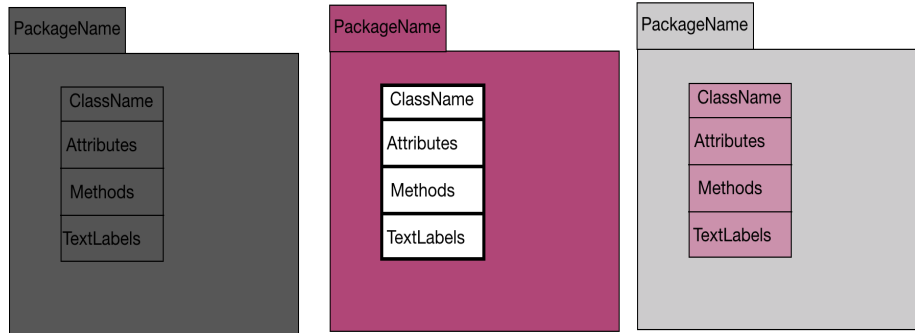 PackageName
ClassName
Attributes
Methods
TextLabels
PackageName
ClassName
Attributes
Methods
TextLabels
PackageName
ClassName
Attributes
Methods
TextLabels